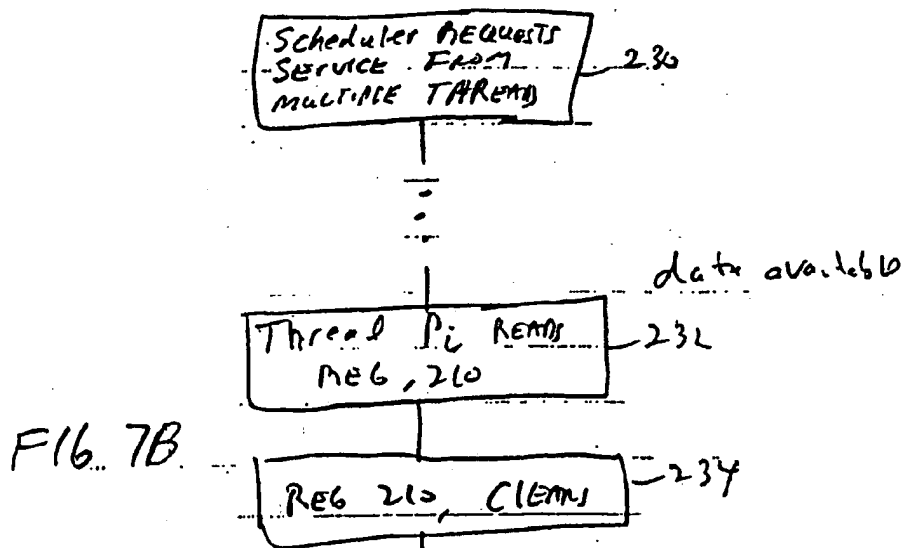 Scheduler REQUESTS
SERVICE FROM
MULTIPLE THREADS
230
data available
Thread Pi READS
REG, 210
232
FIG. 7B
REG 210, CLEARS
234